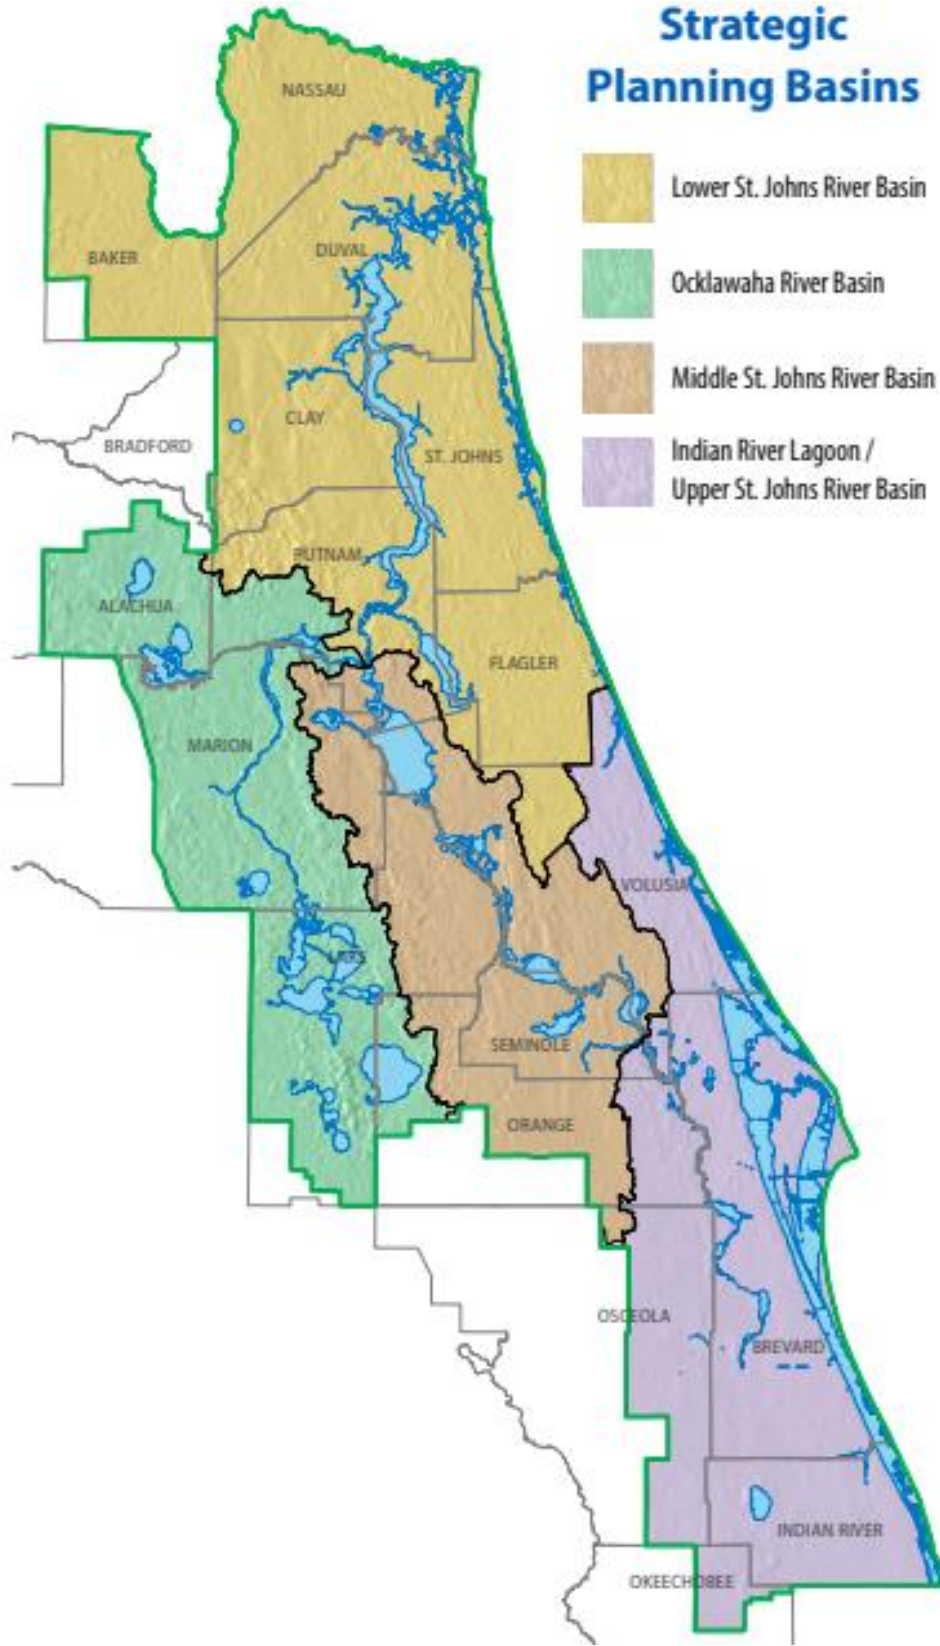 Strategic
Planning Basins
Lower St. Johns River Basin
Ocklawaha River Basin
Middle St. Johns River Basin
Indian River Lagoon /
Upper St. Johns River Basin
NASSAU
BAKER
DUVAL
CLAY
BRADFORD
ST. JOHNS
PUTNAM
ALACHUA
FLAGLER
MARION
VOLUSIA
LAKE
SEMINOLE
ORANGE
OSCEOLA
BREVARD
INDIAN RIVER
OKEECHOBEE